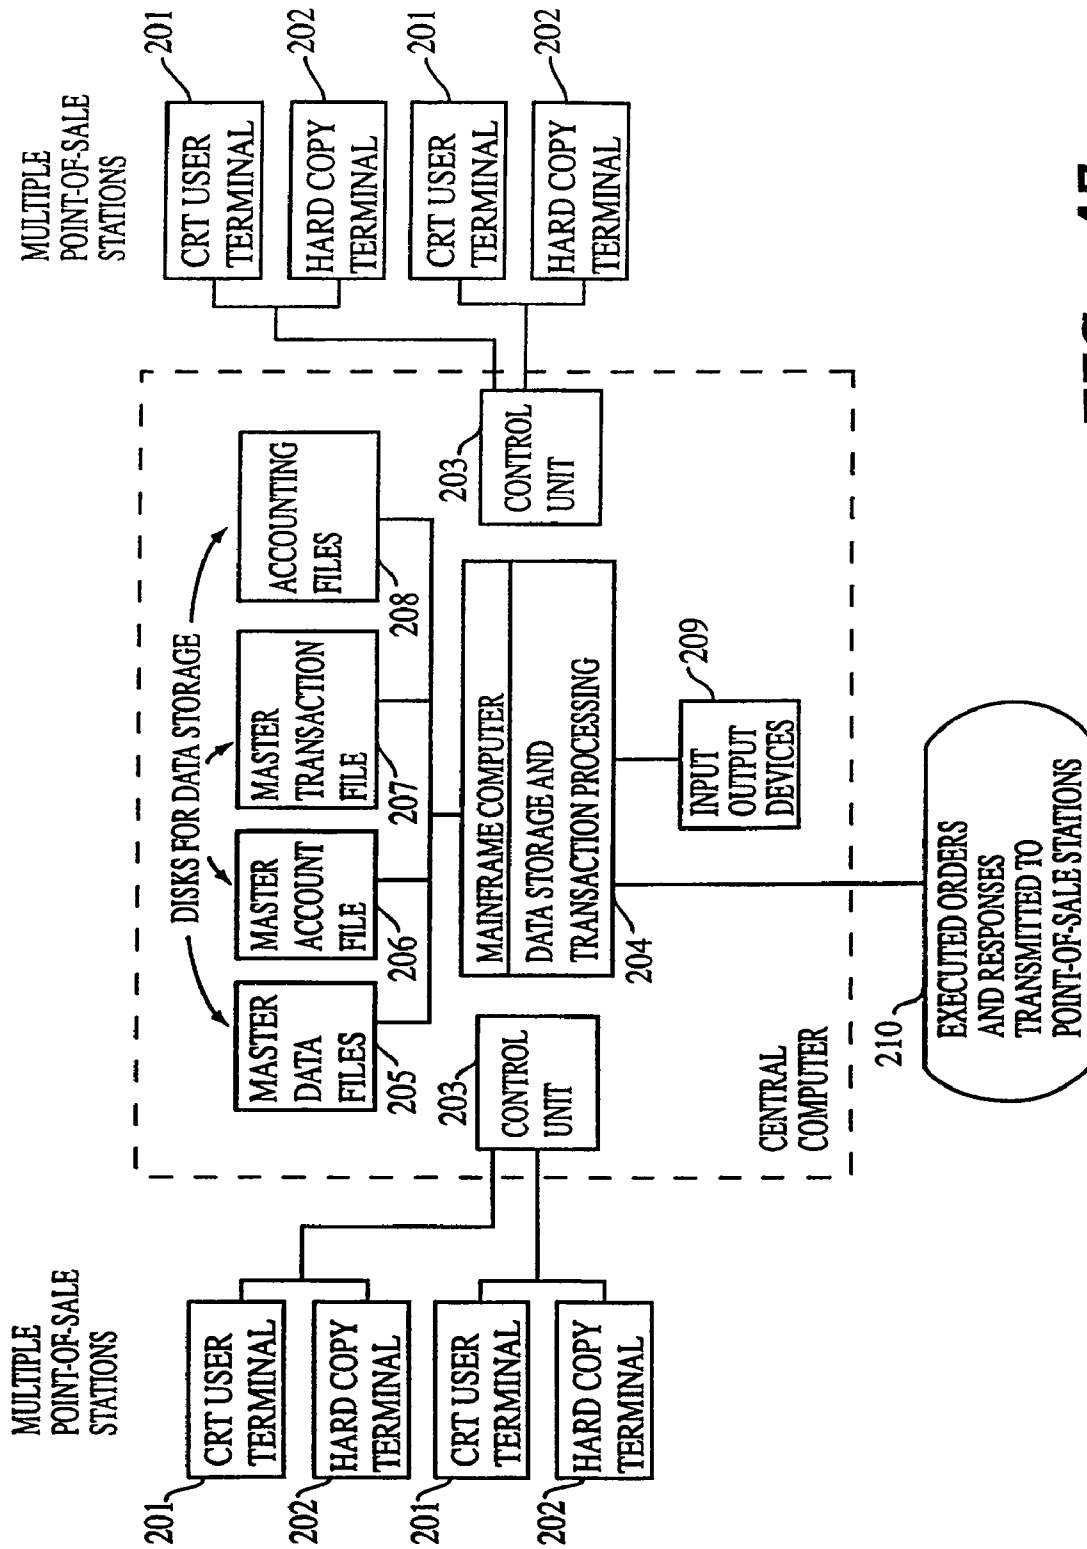 MULTIPLE
POINT-OF-SALE
STATIONS
CRT USER
TERMINAL
201
HARD COPY
TERMINAL
202
CRT USER
TERMINAL
201
HARD COPY
TERMINAL
202
DISKS FOR DATA STORAGE
MASTER
DATA
FILES
205
MASTER
ACCOUNT
FILE
206
MASTER
TRANSACTION
FILE
207
ACCOUNTING
FILES
208
203
CONTROL
UNIT
MAINFRAME COMPUTER
DATA STORAGE AND
TRANSACTION PROCESSING
204
203
CONTROL
UNIT
INPUT
OUTPUT
DEVICES
209
CENTRAL
COMPUTER
210
EXECUTED ORDERS
AND RESPONSES
TRANSMITTED TO
POINT-OF-SALE STATIONS
MULTIPLE
POINT-OF-SALE
STATIONS
CRT USER
TERMINAL
201
HARD COPY
TERMINAL
202
CRT USER
TERMINAL
201
HARD COPY
TERMINAL
202